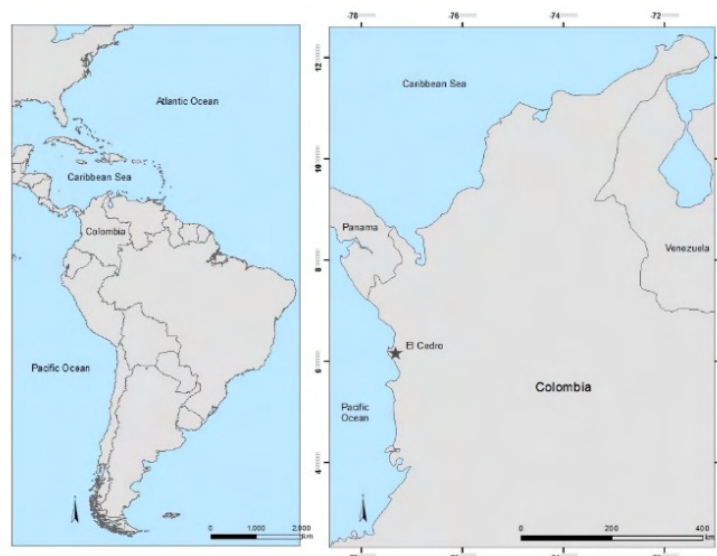 Atlantic Ocean
Caribbean Sea
Colombia
Pacific Ocean
0 1,000 2,000
km
-78 -76 -74 -72
12
10
8
6
4
Caribbean Sea
Panama
Venezuela
El Cedro
Colombia
Pacific
Ocean
0 200 400
km